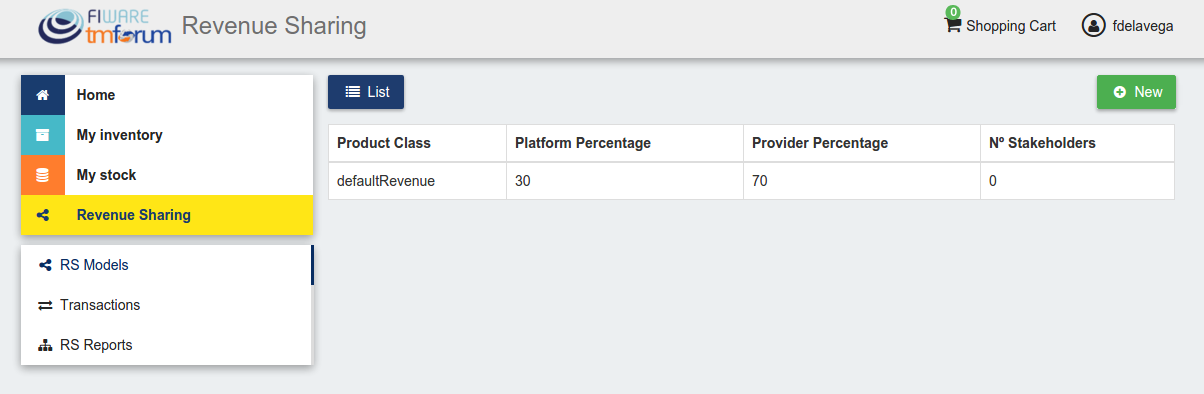 FIWARE
tmforum
Revenue Sharing
0
Shopping Cart
fdelavega
Home
My inventory
My stock
Revenue Sharing
RS Models
Transactions
RS Reports
List
New
Product Class Platform Percentage Provider Percentage Nº Stakeholders
defaultRevenue 30 70 0